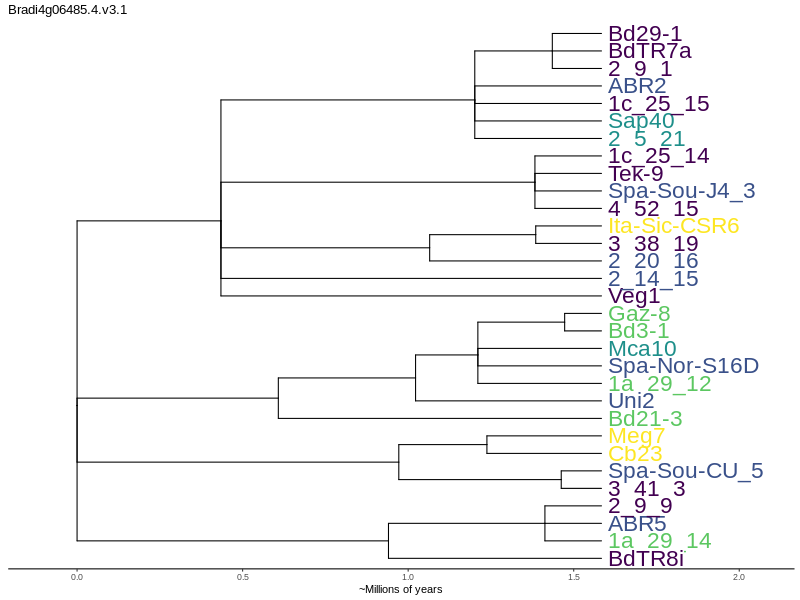 Bradi4g06485.4.v3.1
Bd29-1
BdTR7a
2_9_1
ABR2
1c_25_15
Sap40
2_5_21
1c_25_14
Tek-9
Spa-Sou-J4_3
4_52_15
Ita-Sic-CSR6
3_38_19
2_20_16
2_14_15
Veg1
Gaz-8
Bd3-1
Mca10
Spa-Nor-S16D
1a_29_12
Uni2
Bd21-3
Meg7
Cb23
Spa-Sou-CU_5
3_41_3
2_9_9
ABR5
1a_29_14
BdTR8i
0.0 0.5 1.0 1.5 2.0
~Millions of years